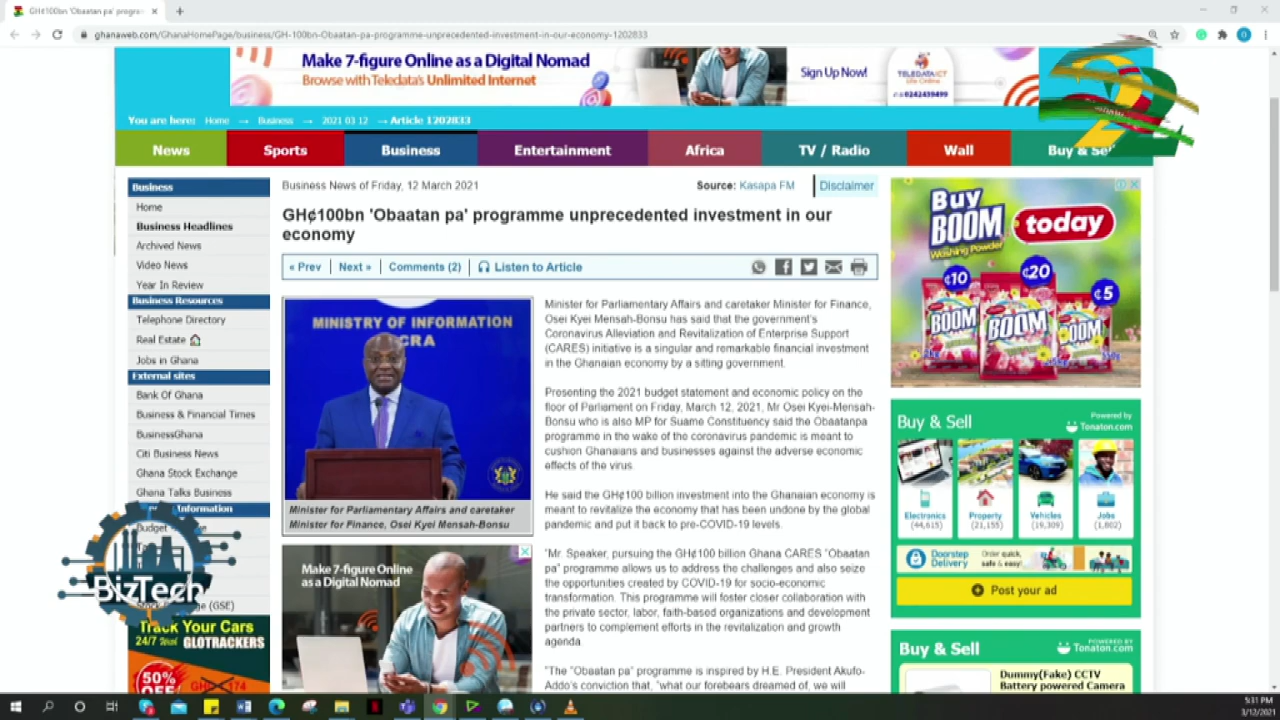 GH¢100bn 'Obaatan pa' progra
ghanaweb.com/GhanaHomePage/business/GH-100bn-Obaatan-pa-programme-unprecedented-investment-in-our-economy-1202833
Make 7-figure Online as a Digital Nomad
Browse with Teledata's Unlimited Internet
Sign Up Now!
TELEDATA ICT
0242439499
You are here: Home → Business → 2021 03 12 → Article 1202833
News
Sports
Business
Entertainment
Africa
TV / Radio
Wall
Buy & Sell
Business
Home
Business Headlines
Archived News
Video News
Year In Review
Business Resources
Telephone Directory
Real Estate
Jobs in Ghana
External sites
Bank Of Ghana
Business & Financial Times
BusinessGhana
Citi Business News
Ghana Stock Exchange
Ghana Talks Business
Information
Budget
(GSE)
BizTech
Track Your Cars
24/7 With GLOTRACKERS
50%
OFF
GHS 174
Business News of Friday, 12 March 2021
Source: Kasapa FM
Disclaimer
GH¢100bn 'Obaatan pa' programme unprecedented investment in our
economy
« Prev
Next »
Comments (2)
Listen to Article
MINISTRY OF INFORMATION
CRA
Minister for Parliamentary Affairs and caretaker
Minister for Finance, Osei Kyei Mensah-Bonsu
Make 7-figure Online
as a Digital Nomad
Minister for Parliamentary Affairs and caretaker Minister for Finance,
Osei Kyei Mensah-Bonsu has said that the government's
Coronavirus Alleviation and Revitalization of Enterprise Support
(CARES) initiative is a singular and remarkable financial investment
in the Ghanaian economy by a sitting government.
Presenting the 2021 budget statement and economic policy on the
floor of Parliament on Friday, March 12, 2021, Mr Osei Kyei-Mensah-
Bonsu who is also MP for Suame Constituency said the Obaatanpa
programme in the wake of the coronavirus pandemic is meant to
cushion Ghanaians and businesses against the adverse economic
effects of the virus.
He said the GH¢100 billion investment into the Ghanaian economy is
meant to revitalize the economy that has been undone by the global
pandemic and put it back to pre-COVID-19 levels.
"Mr. Speaker, pursuing the GH¢100 billion Ghana CARES "Obaatan
pa" programme allows us to address the challenges and also seize
the opportunities created by COVID-19 for socio-economic
transformation. This programme will foster closer collaboration with
the private sector, labor, faith-based organizations and development
partners to complement efforts in the revitalization and growth
agenda.
"The "Obaatan pa" programme is inspired by H.E. President Akufo-
Addo's conviction that, "what our forebears dreamed of, we will
Buy
BOOM
Washing Powder
today
¢10
¢20
¢5
BOOM
BOOM
BOOM
Buy & Sell
Powered by
Tonaton.com
Electronics
(44,615)
Property
(21,155)
Vehicles
(19,309)
Jobs
(1,802)
Doorstep
Delivery
Order quick,
safe & easy!
Post your ad
Buy & Sell
POWERED BY
Tonaton.com
Dummy(Fake) CCTV
Battery powered Camera
5:31 PM
3/12/2021